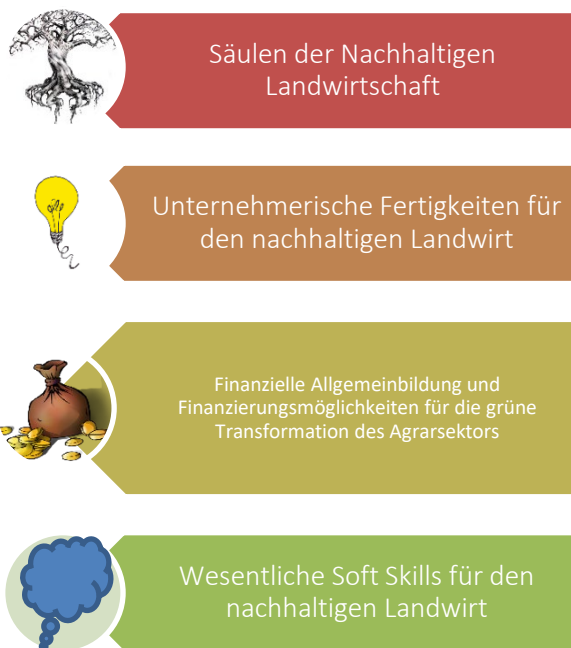 Säulen der Nachhaltigen
Landwirtschaft
Unternehmerische Fertigkeiten für
den nachhaltigen Landwirt
Finanzielle Allgemeinbildung und
Finanzierungsmöglichkeiten für die grüne
Transformation des Agrarsektors
Wesentliche Soft Skills für den
nachhaltigen Landwirt